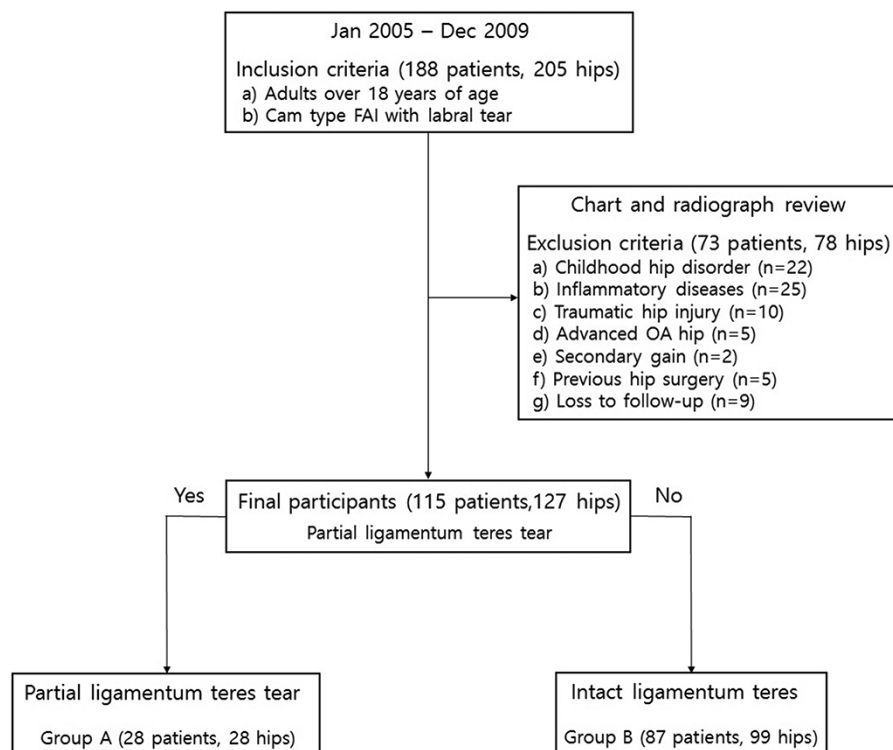 Jan 2005 – Dec 2009
Inclusion criteria (188 patients, 205 hips)
a) Adults over 18 years of age
b) Cam type FAI with labral tear
Chart and radiograph review
Exclusion criteria (73 patients, 78 hips)
a) Childhood hip disorder (n=22)
b) Inflammatory diseases (n=25)
c) Traumatic hip injury (n=10)
d) Advanced OA hip (n=5)
e) Secondary gain (n=2)
f) Previous hip surgery (n=5)
g) Loss to follow-up (n=9)
Yes
Final participants (115 patients,127 hips)
No
Partial ligamentum teres tear
Partial ligamentum teres tear
Group A (28 patients, 28 hips)
Intact ligamentum teres
Group B (87 patients, 99 hips)